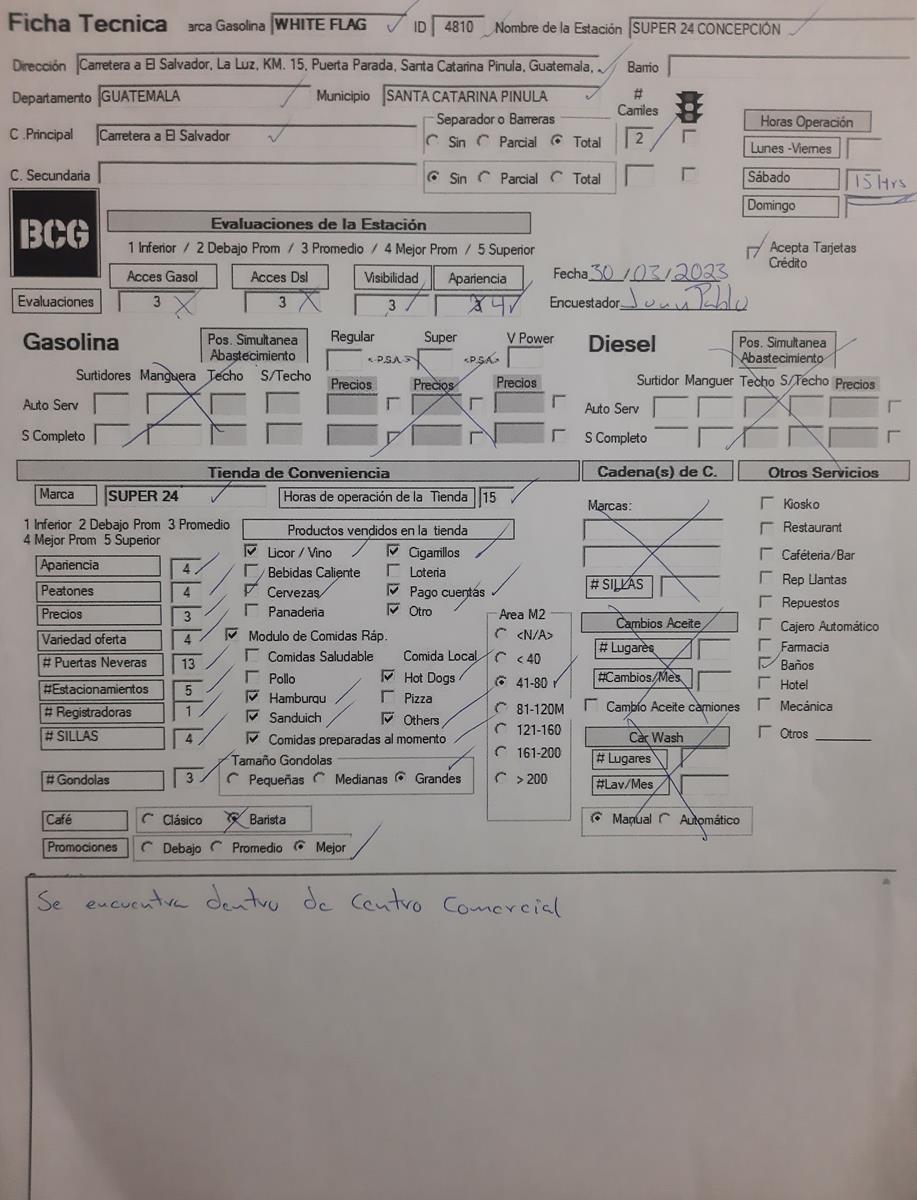 Ficha Tecnica arca Gasolina WHITE FLAG ID 4810 Nombre de la Estación SUPER 24 CONCEPCIÓN
Dirección Carretera a El Salvador, La Luz, KM. 15, Puerta Parada, Santa Catarina Pinula, Guatemala, Barrio
Departamento GUATEMALA Municipio SANTA CATARINA PINULA # Carriles
C .Principal Carretera a El Salvador Separador o Barreras Sin Parcial Total 2
Horas Operación
Lunes -Viernes
C. Secundaria Sin Parcial Total
Sábado 15 Hrs
Domingo
BCG
Evaluaciones de la Estación
1 Inferior / 2 Debajo Prom / 3 Promedio / 4 Mejor Prom / 5 Superior
Acepta Tarjetas Crédito
Acces Gasol Acces Dsl Visibilidad Apariencia Fecha 30/03/2023
Evaluaciones 3 3 3 3 4 Encuestador Juan Pablo
Gasolina Pos. Simultanea Abastecimiento Regular Super V Power Diesel Pos. Simultanea Abastecimiento
<-P.S.A.-> <-P.S.A.->
Surtidores Manguera Techo S/Techo Precios Precios Precios Surtidor Manguer Techo S/Techo Precios
Auto Serv Auto Serv
S Completo S Completo
Tienda de Conveniencia Cadena(s) de C. Otros Servicios
Marca SUPER 24 Horas de operación de la Tienda 15 Marcas: Kiosko
1 Inferior 2 Debajo Prom 3 Promedio Productos vendidos en la tienda Restaurant
4 Mejor Prom 5 Superior
Apariencia 4 Licor / Vino Cigarrillos Caféteria/Bar
Bebidas Caliente Loteria
Peatones 4 Cervezas Pago cuentas # SILLAS Rep Llantas
Precios 3 Panaderia Otro Area M2 Repuestos
Variedad oferta 4 Modulo de Comidas Ráp. <N/A> Cambios Aceite Cajero Automático
# Puertas Neveras 13 Comidas Saludable Comida Local < 40 # Lugares Farmacia
Baños
#Estacionamientos 5 Pollo Hot Dogs 41-80 #Cambios/Mes Hotel
# Registradoras 1 Hamburqu Pizza 81-120M Cambio Aceite camiones Mecánica
Sanduich Others 121-160
# SILLAS 4 Comidas preparadas al momento Car Wash Otros
161-200 # Lugares
Tamaño Gondolas
# Gondolas 3 Pequeñas Medianas Grandes > 200 #Lav/Mes
Café Clásico Barista Manual Automático
Promociones Debajo Promedio Mejor
Se encuentra dentro de Centro Comercial